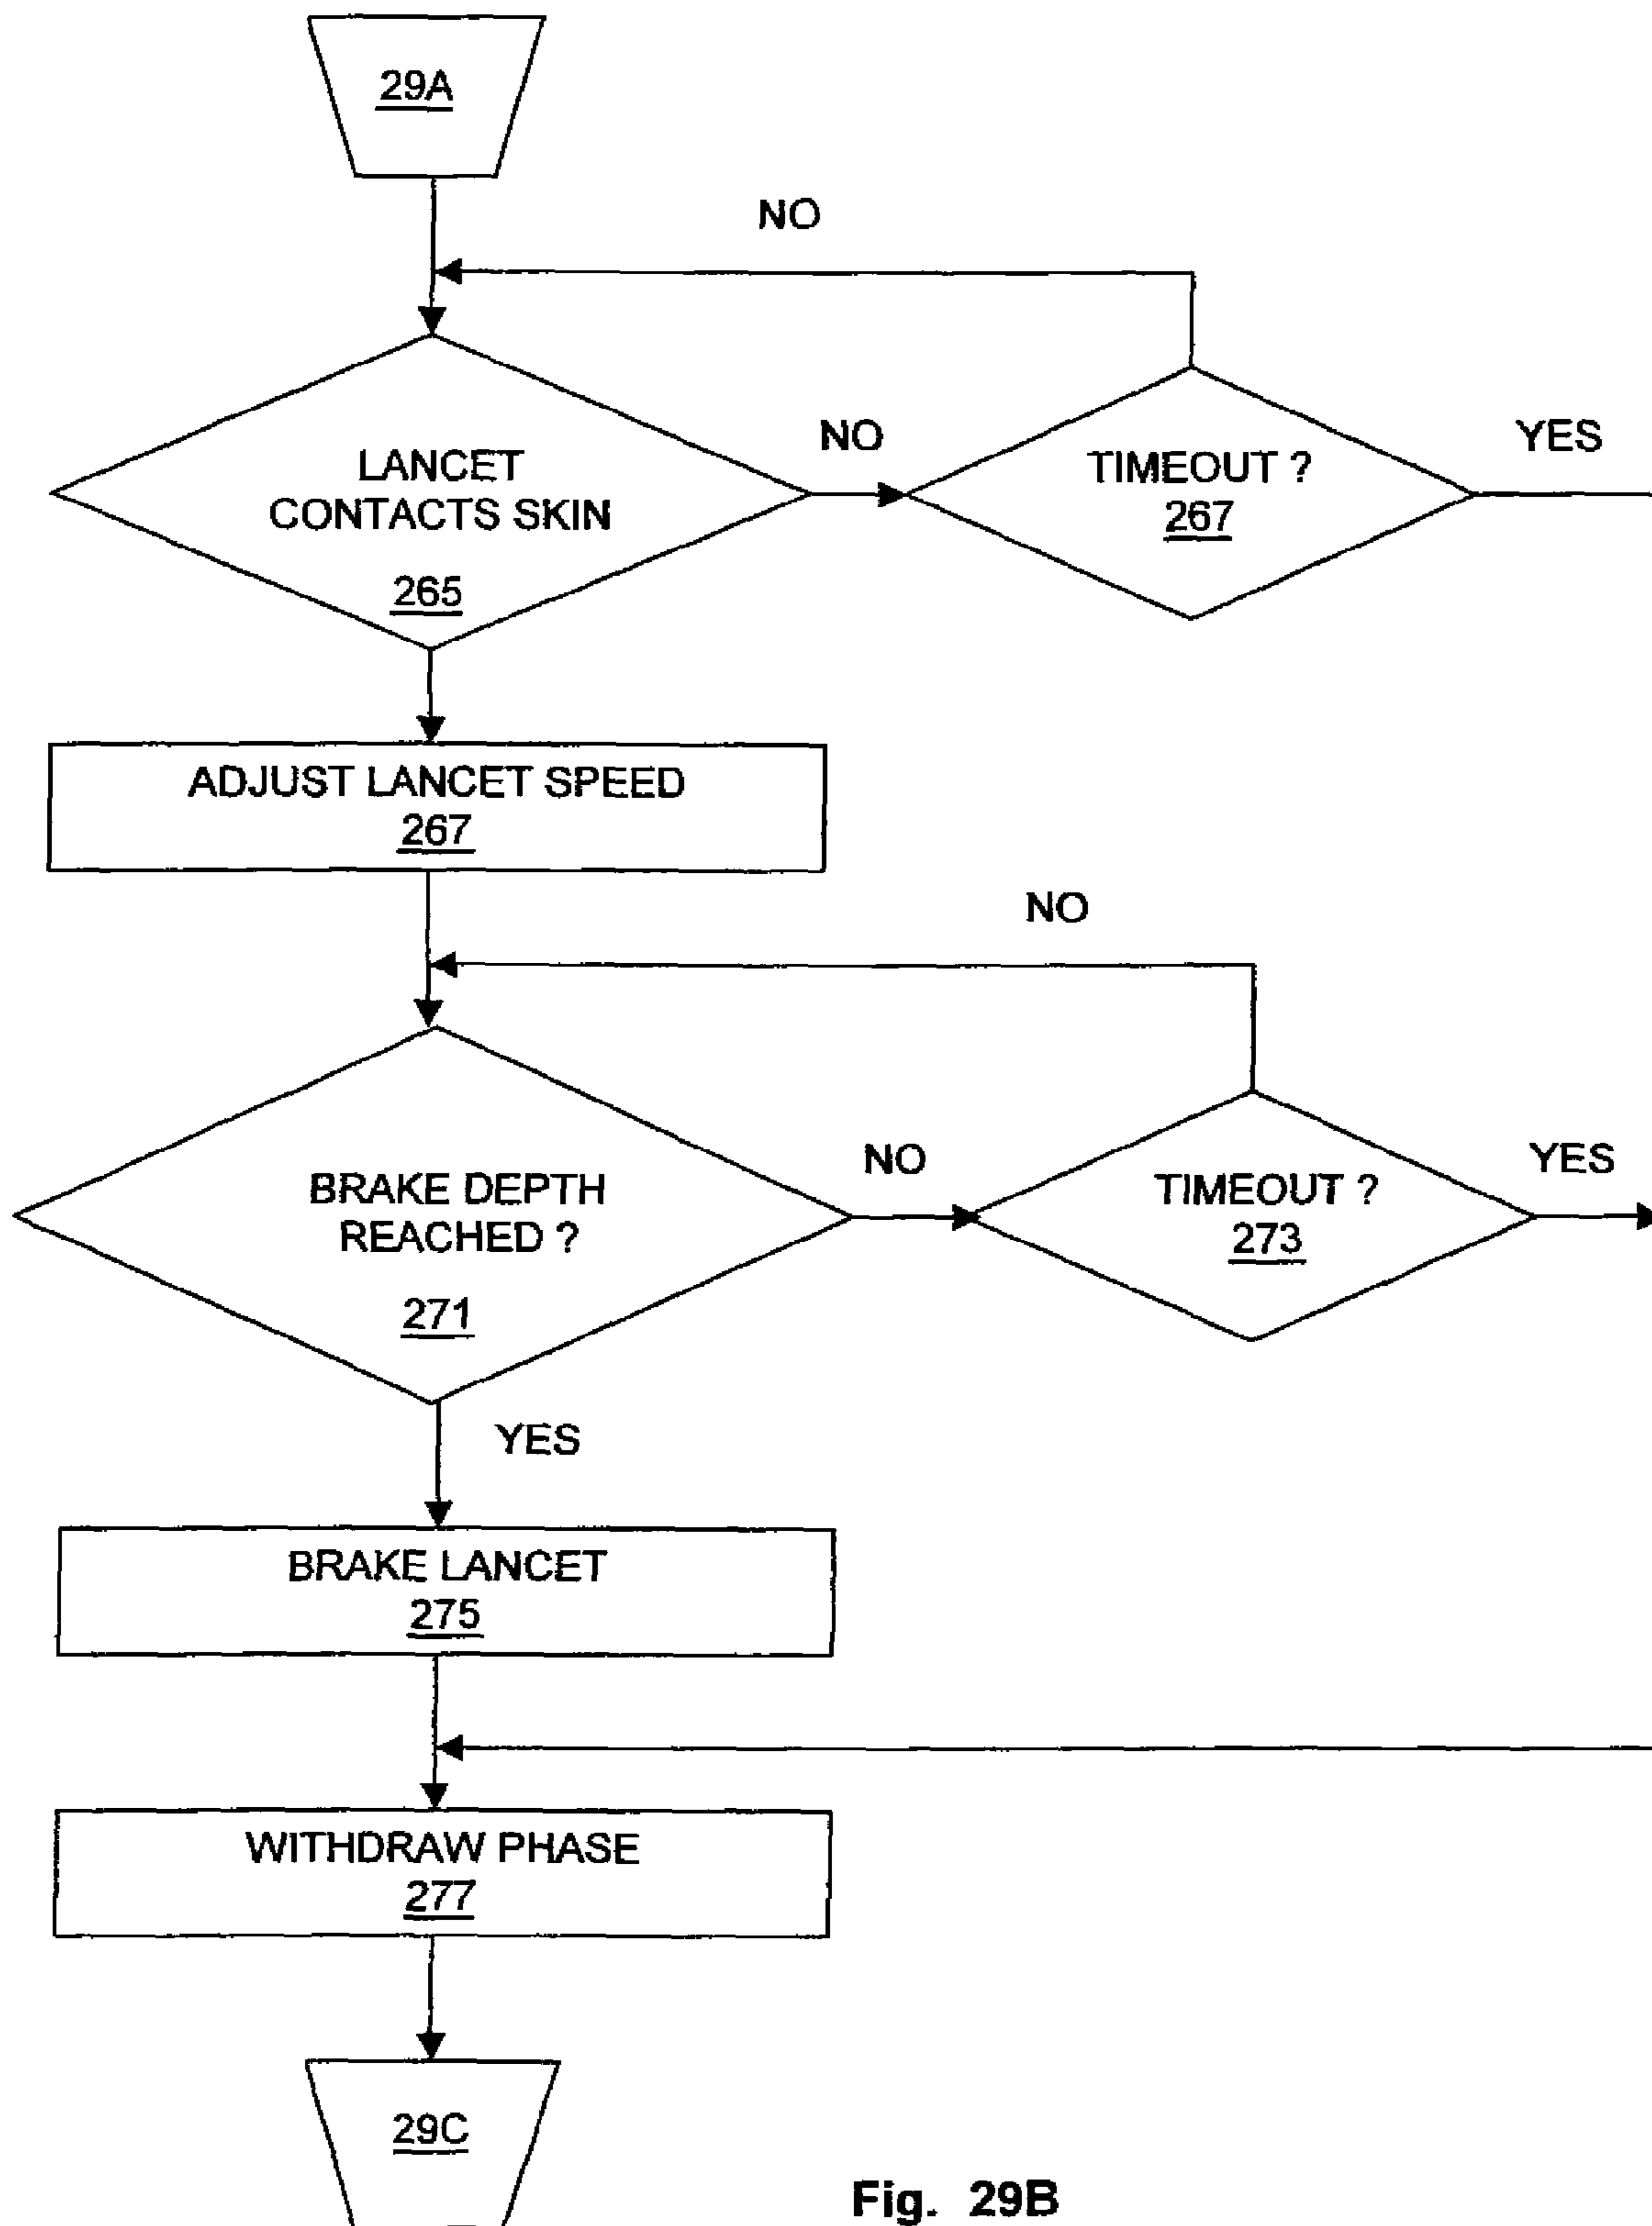 29A
NO
LANCET
CONTACTS SKIN
265
NO
TIMEOUT ?
267
YES
ADJUST LANCET SPEED
267
NO
BRAKE DEPTH
REACHED ?
271
NO
TIMEOUT ?
273
YES
YES
BRAKE LANCET
275
WITHDRAW PHASE
277
29C
Fig. 29B